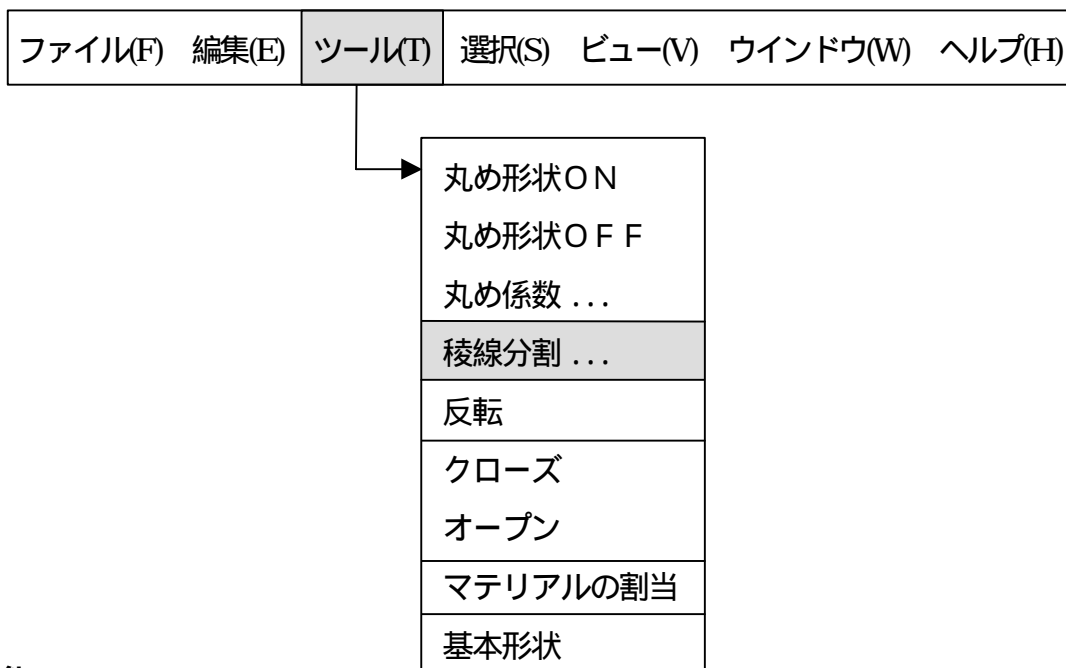 ファイル(F) 編集(E) ツール(T) 選択(S) ビュー(V) ウインドウ(W) ヘルプ(H)
丸め形状ＯＮ
丸め形状ＯＦＦ
丸め係数 ...
稜線分割 ...
反転
クローズ
オープン
マテリアルの割当
基本形状